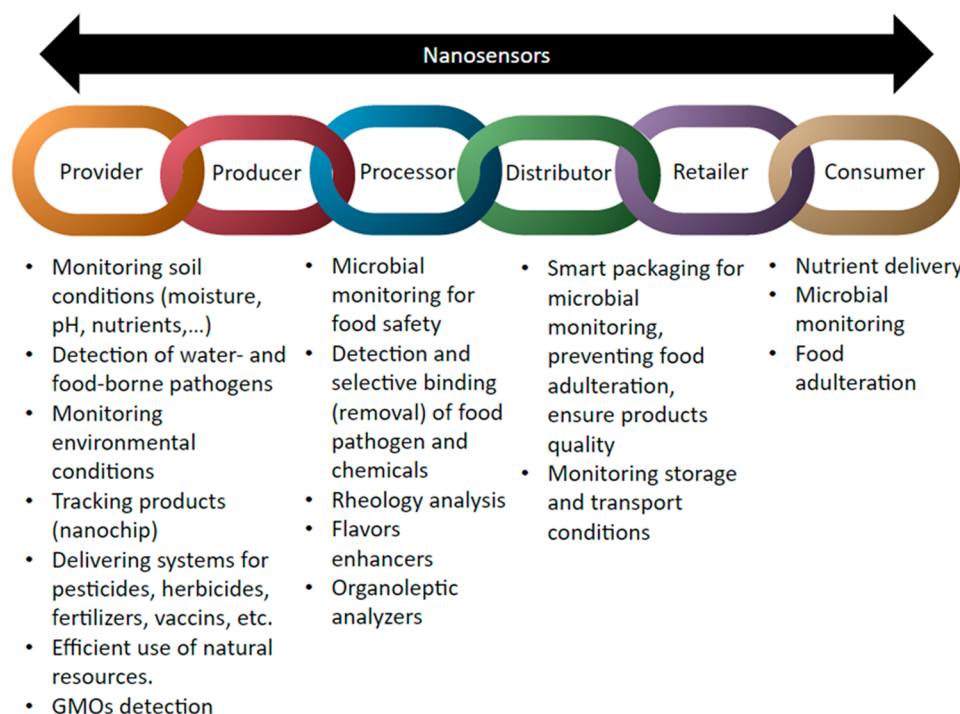 Nanosensors
Provider
Producer
Processor
Distributor
Retailer
Consumer
• Monitoring soil
conditions (moisture,
pH, nutrients,...)
• Detection of water- and
food-borne pathogens
• Monitoring
environmental
conditions
• Tracking products
(nanochip)
• Delivering systems for
pesticides, herbicides,
fertilizers, vaccins, etc.
• Efficient use of natural
resources.
• GMOs detection
• Microbial
monitoring for
food safety
• Detection and
selective binding
(removal) of food
pathogen and
chemicals
• Rheology analysis
• Flavors
enhancers
• Organoleptic
analyzers
• Smart packaging for
microbial
monitoring,
preventing food
adulteration,
ensure products
quality
• Monitoring storage
and transport
conditions
• Nutrient delivery
• Microbial
monitoring
• Food
adulteration